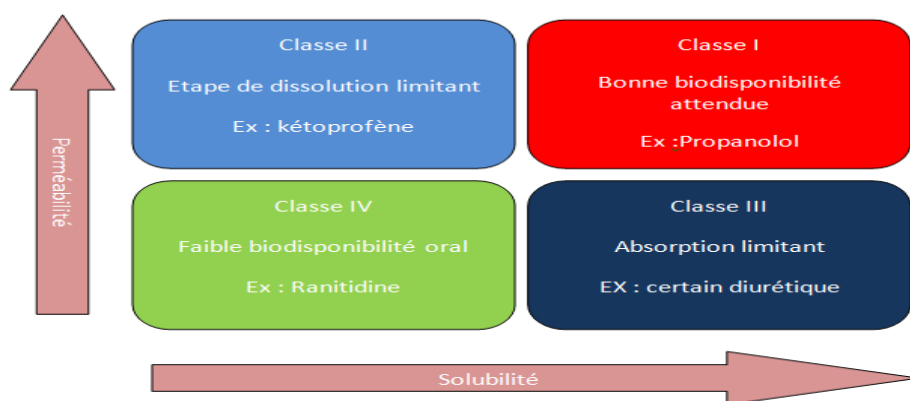 Classe II
Etape de dissolution limitant
Ex : kétoprofène
Classe I
Bonne biodisponibilité
attendue
Ex :Propanolol
Perméabilité
Classe IV
Faible biodisponibilité oral
Ex : Ranitidine
Classe III
Absorption limitant
EX : certain diurétique
Solubilité